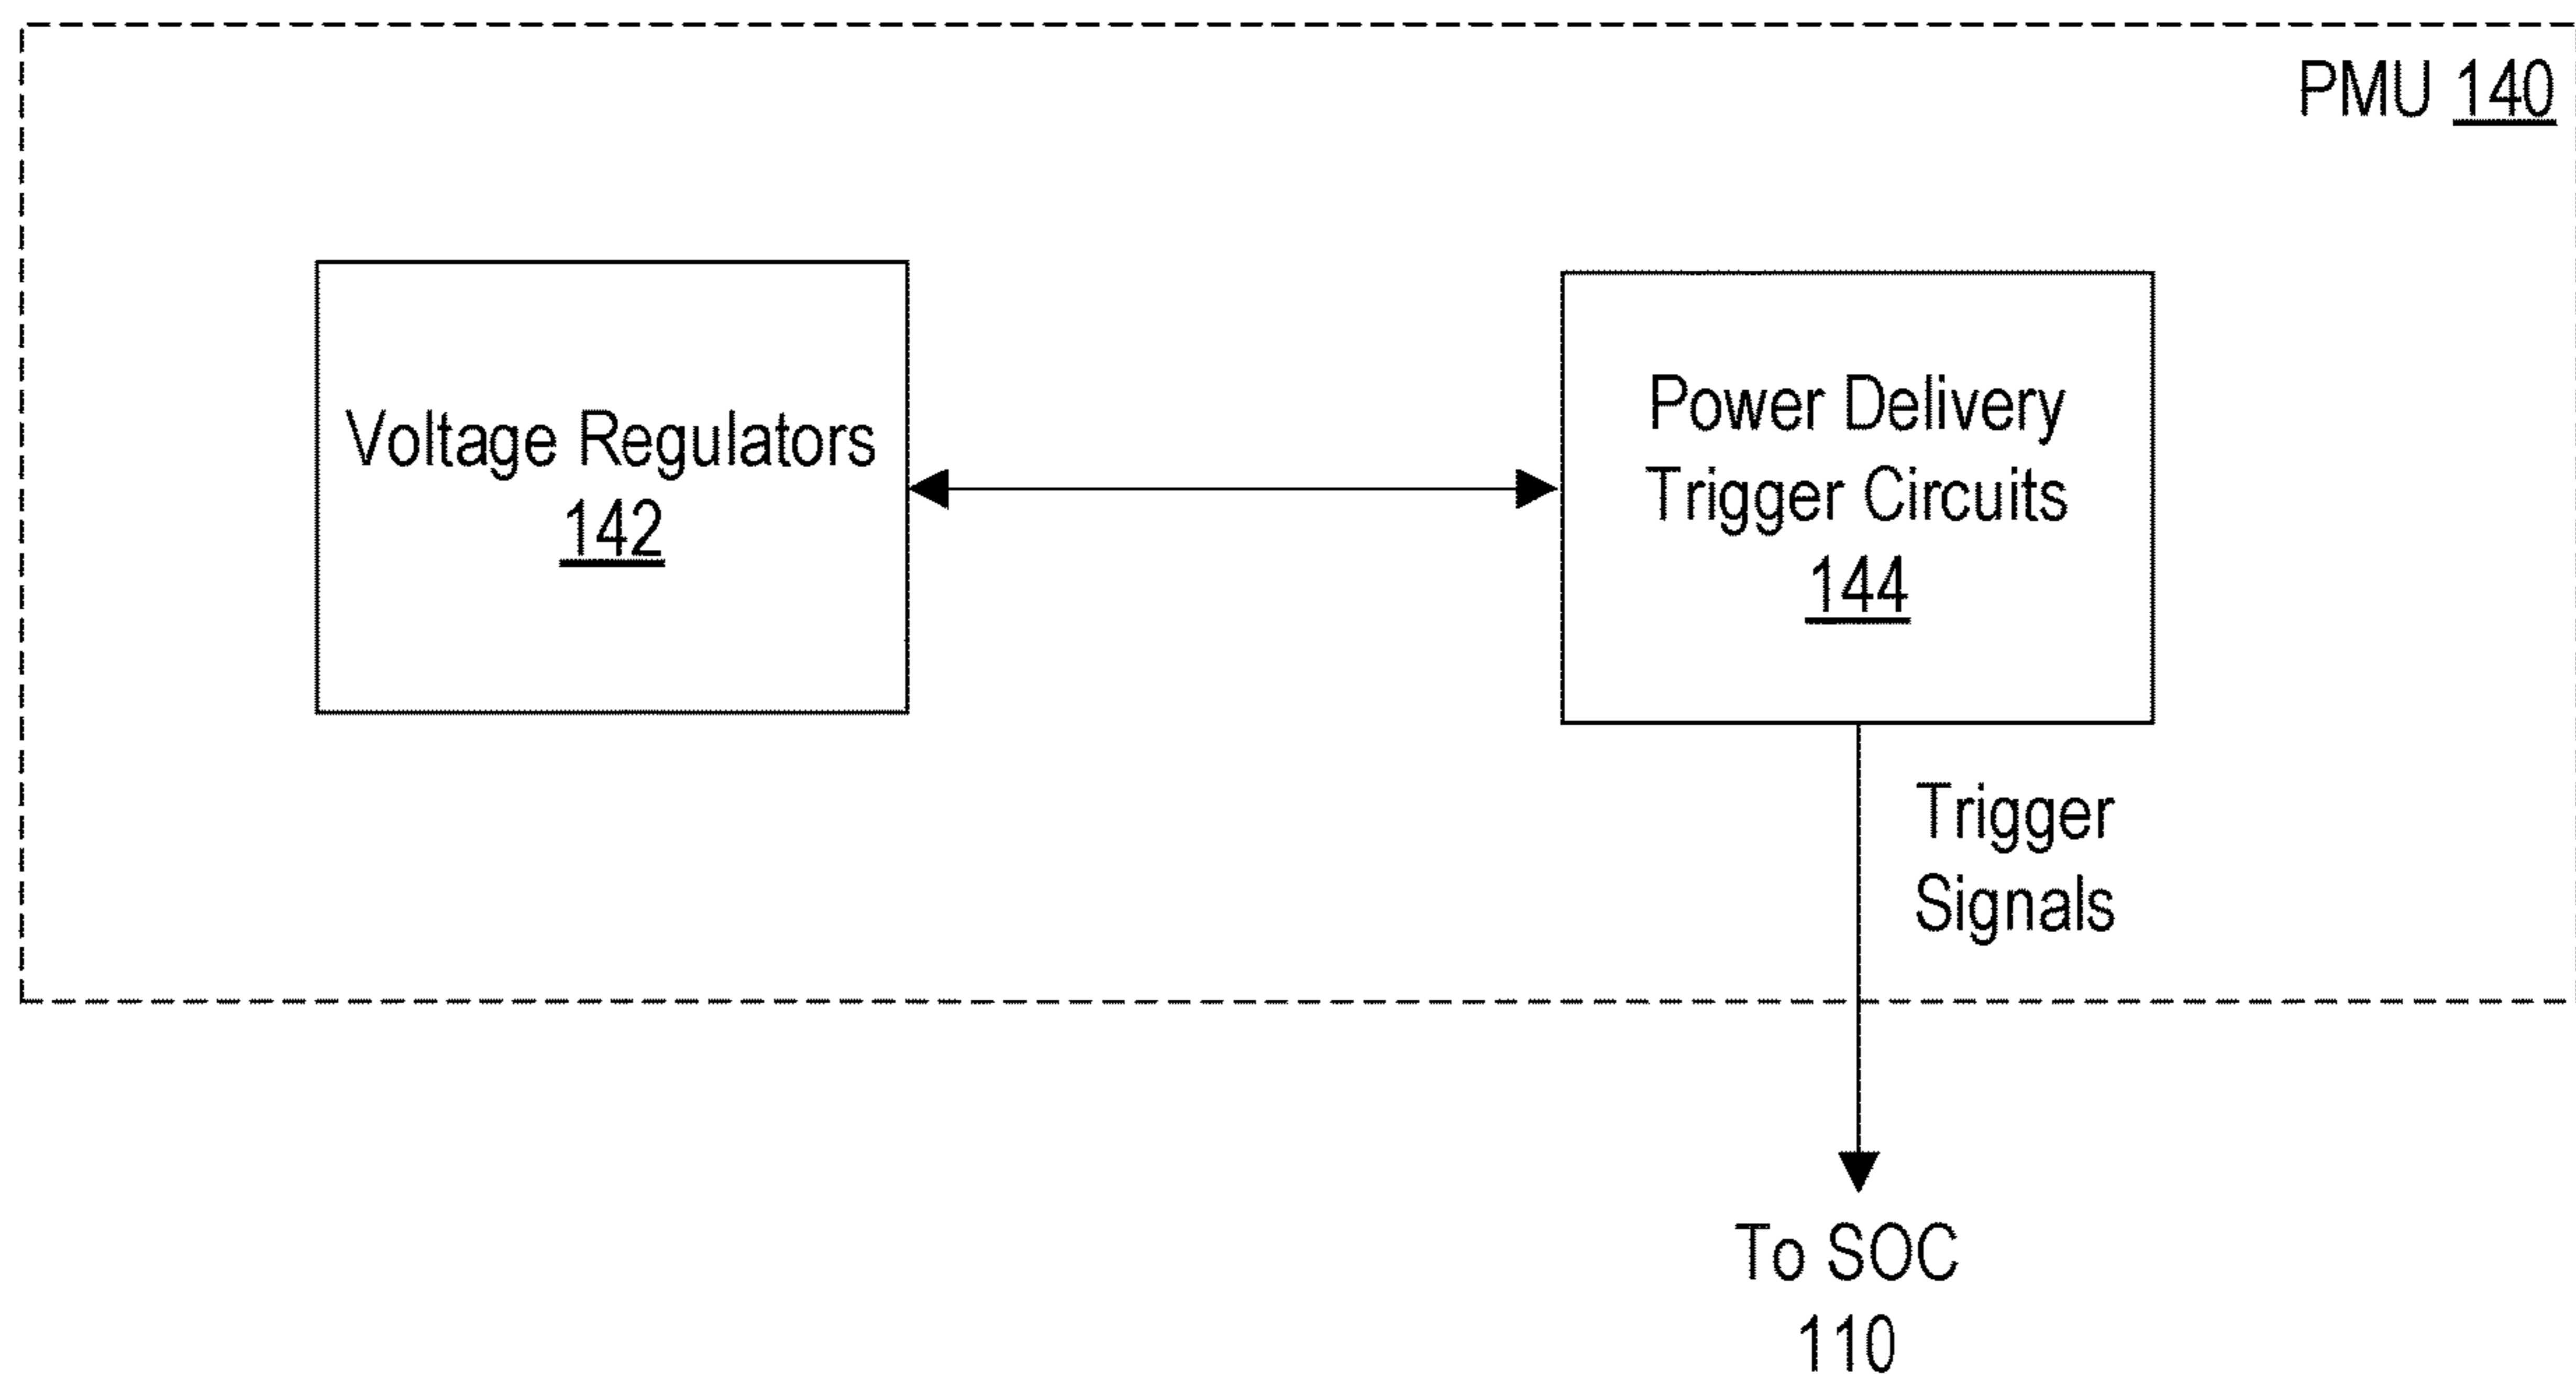 PMU 140
Voltage Regulators
142
Power Delivery
Trigger Circuits
144
Trigger
Signals
To SOC
110